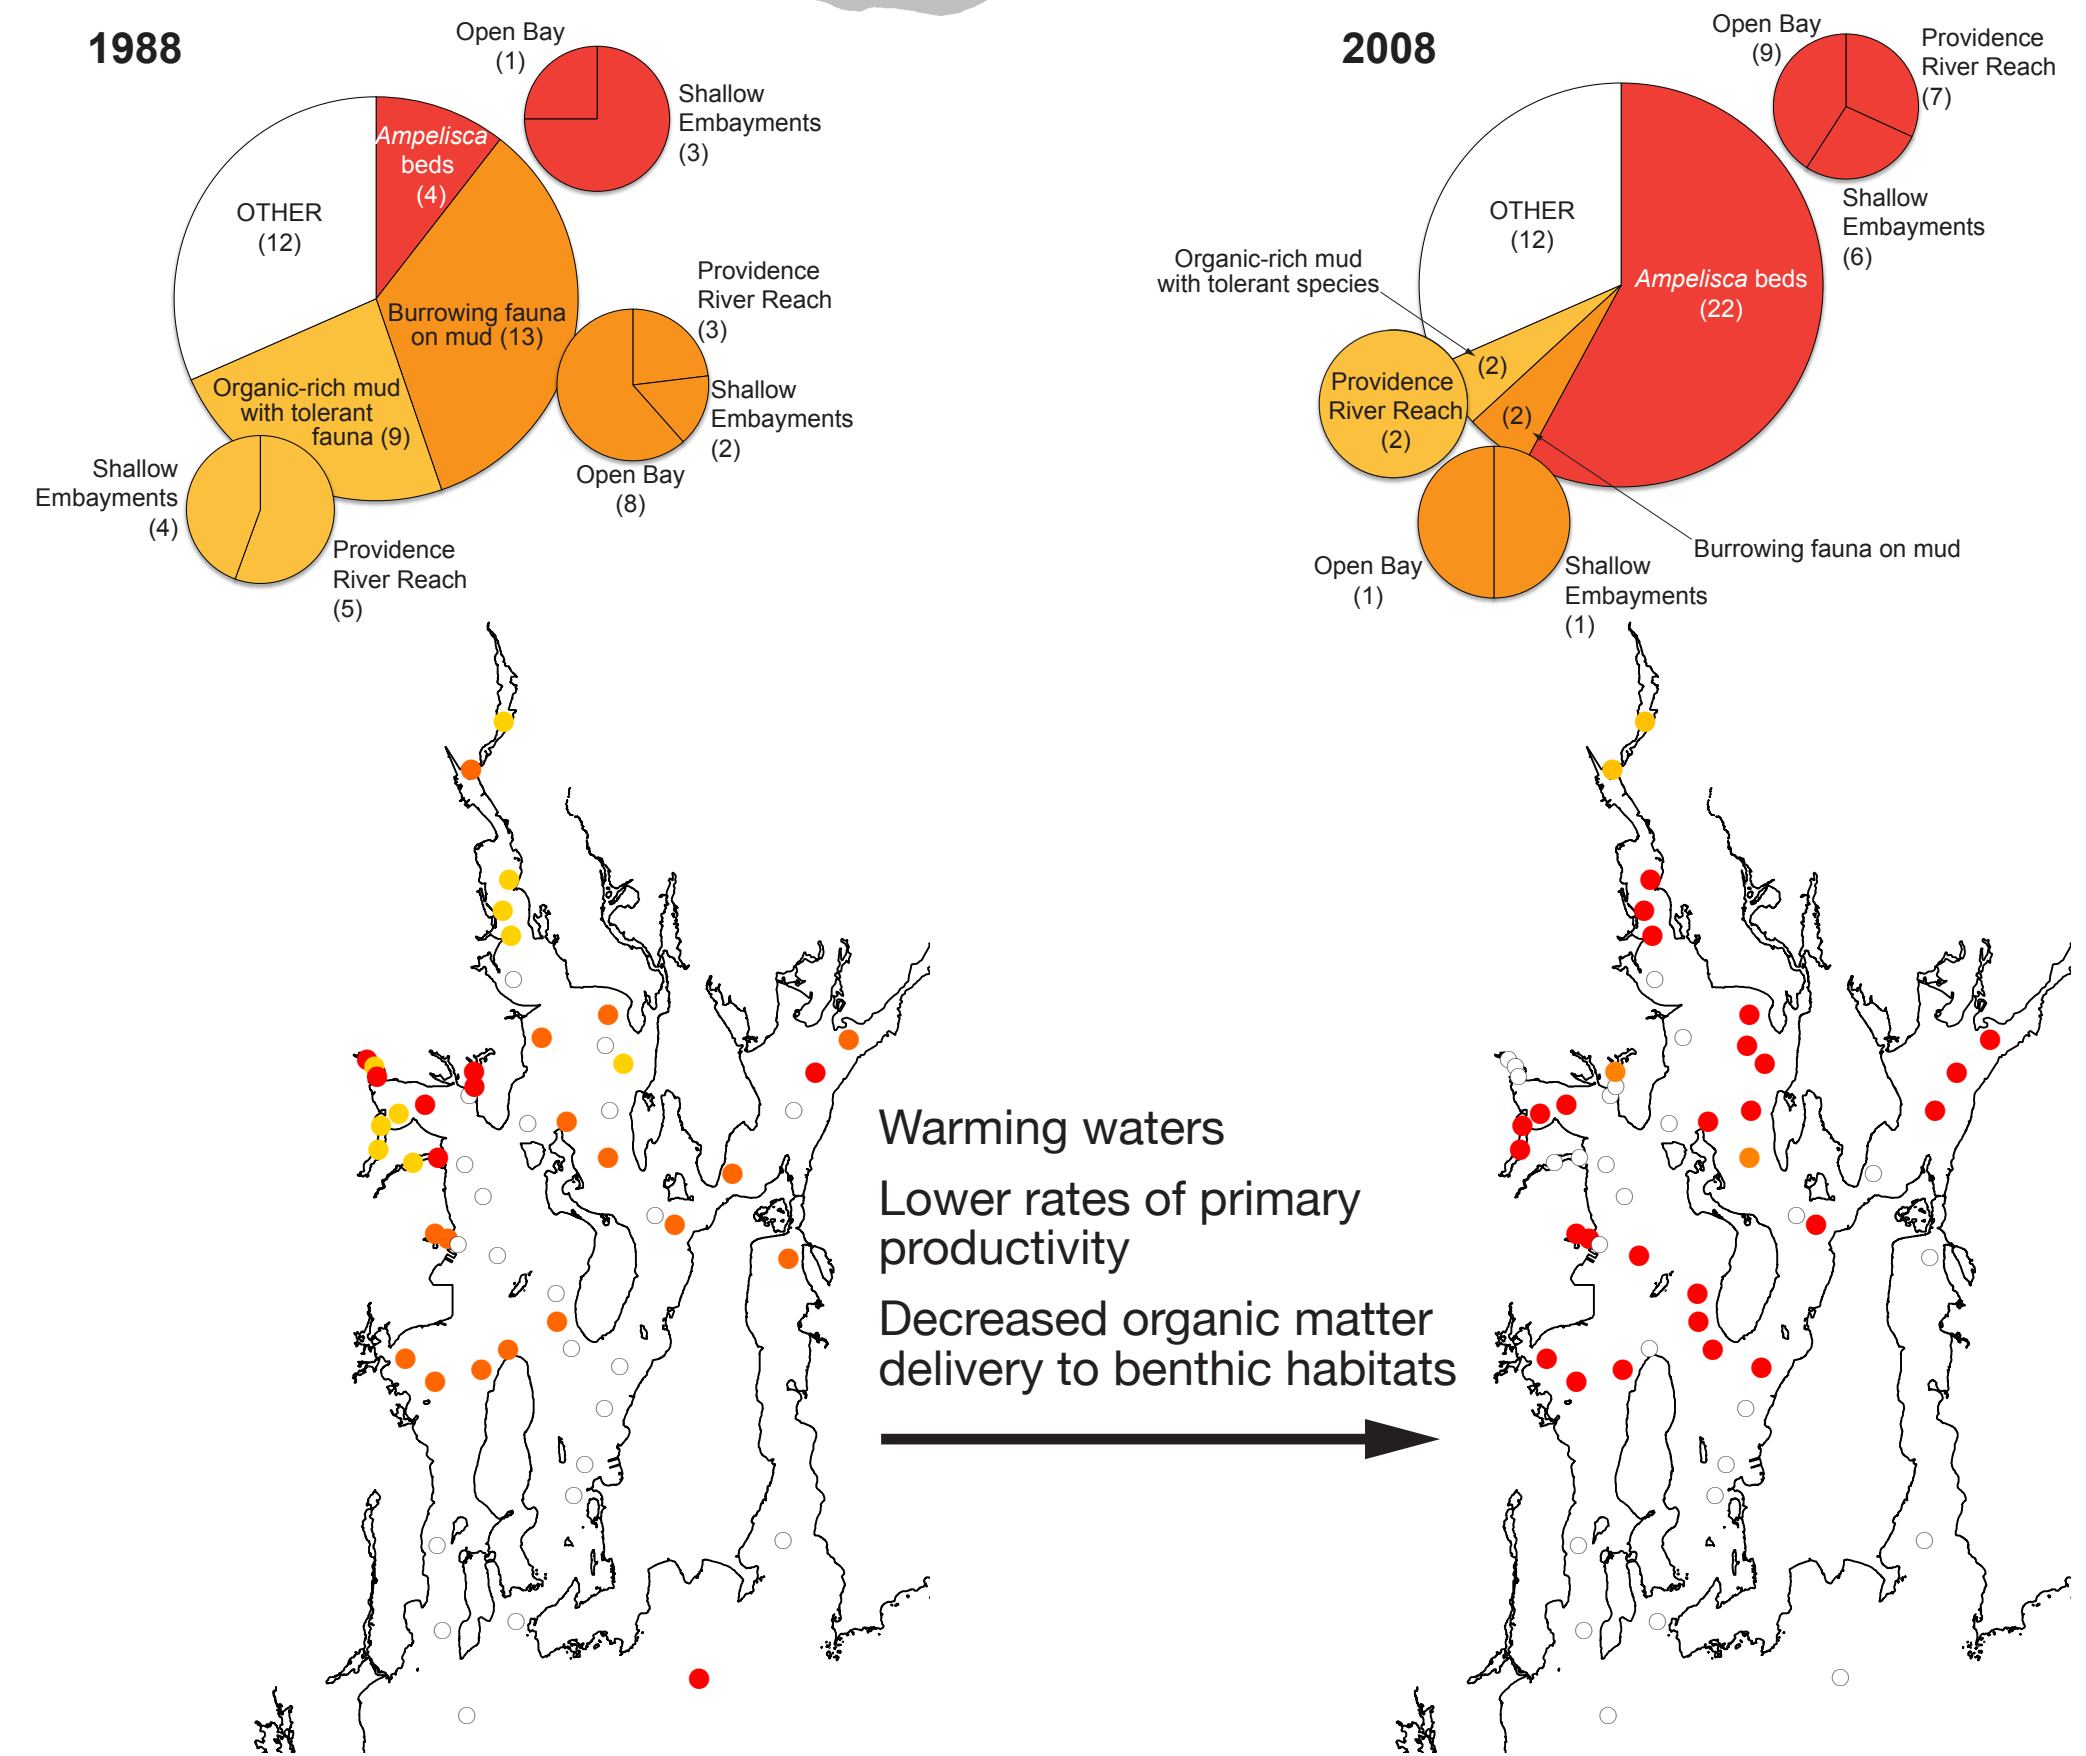 1988
Open Bay
(1)
Shallow
Embayments
(3)
Ampelisca
beds
(4)
OTHER
(12)
Burrowing fauna
on mud (13)
Providence
River Reach
(3)
Shallow
Embayments
(2)
Open Bay
(8)
Organic-rich mud
with tolerant
fauna (9)
Shallow
Embayments
(4)
Providence
River Reach
(5)
2008
Open Bay
(9)
Providence
River Reach
(7)
Shallow
Embayments
(6)
OTHER
(12)
Ampelisca beds
(22)
Organic-rich mud
with tolerant species
(2)
Providence
River Reach
(2)
(2)
Burrowing fauna on mud
Open Bay
(1)
Shallow
Embayments
(1)
Warming waters
Lower rates of primary
productivity
Decreased organic matter
delivery to benthic habitats